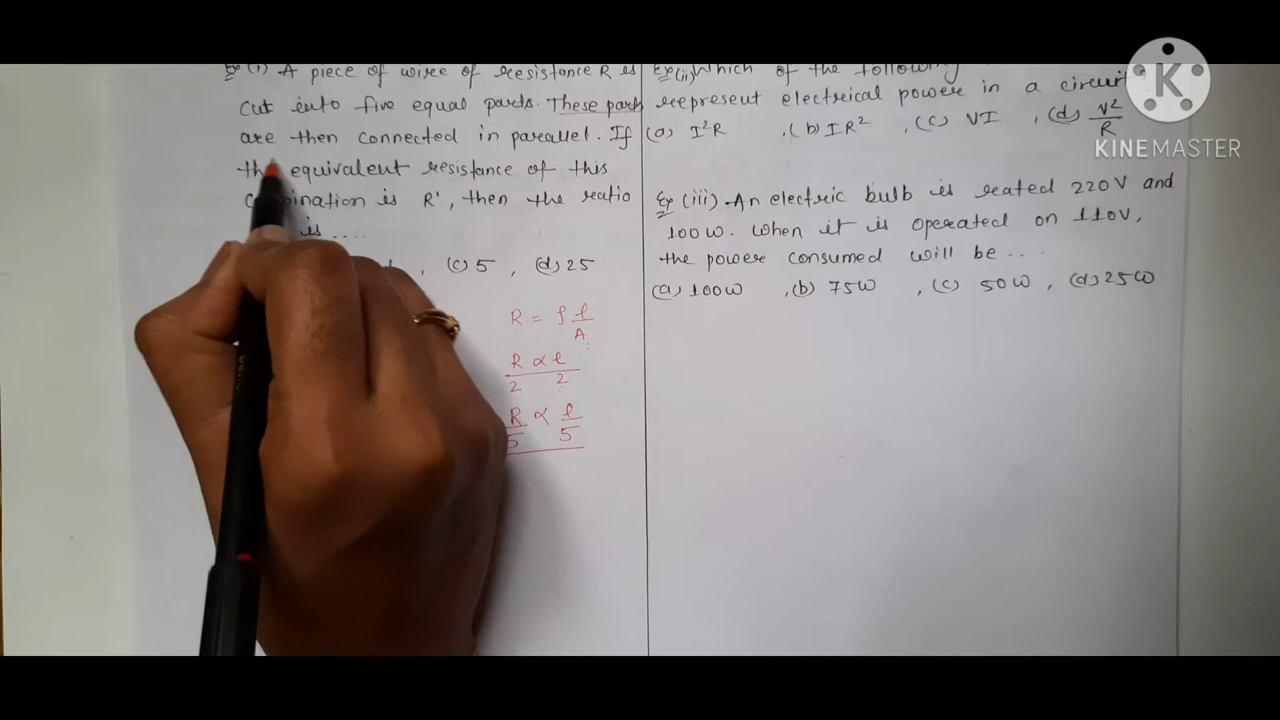 Ex (i) A piece of wire of resistance R is
cut into five equal parts. These parts
are then connected in parallel. If
equivalent resistance of this
is R', then the ratio
is ....
, (c) 5 , (d) 25
R = ρ l/A
R/2 ∝ l/2
R/5 ∝ l/5
Ex (ii) Which of the following
represent electrical power in a circuit?
(a) I²R , (b) IR² , (c) VI , (d) V²/R
Ex (iii). An electric bulb is rated 220V and
100W. When it is operated on 110V,
the power consumed will be ...
(a) 100W , (b) 75W , (c) 50W , (d) 25W
K
KINEMASTER